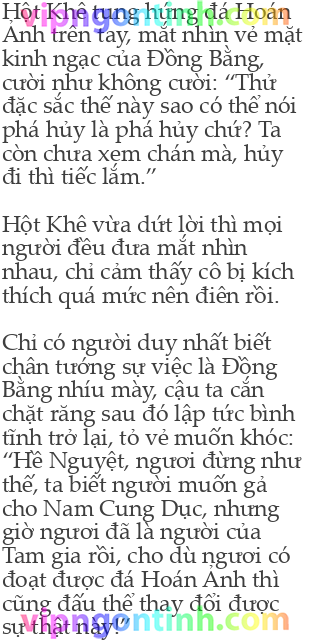 Hột Khê tung hứng đá Hoán
Ảnh trên tay, mắt nhìn vẻ mặt
kinh ngạc của Đồng Bằng,
cười như không cười: “Thử
đặc sắc thế này sao có thể nói
phá hủy là phá hủy chứ? Ta
còn chưa xem chán mà, hủy
đi thì tiếc lắm.”
Hột Khê vừa dứt lời thì mọi
người đều đưa mắt nhìn
nhau, chỉ cảm thấy cô bị kích
thích quá mức nên điên rồi.
Chỉ có người duy nhất biết
chân tướng sự việc là Đồng
Bằng nhíu mày, cậu ta cắn
chặt răng sau đó lập tức bình
tĩnh trở lại, tỏ vẻ muốn khóc:
“Hề Nguyệt, ngươi đừng như
thế, ta biết người muốn gả
cho Nam Cung Dục, nhưng
giờ ngươi đã là người của
Tam gia rồi, cho dù ngươi có
đoạt được đá Hoán Ảnh thì
cũng đấu thể thay đổi được
sự thật này!”
vipngontinh.com
vipngontinh.com